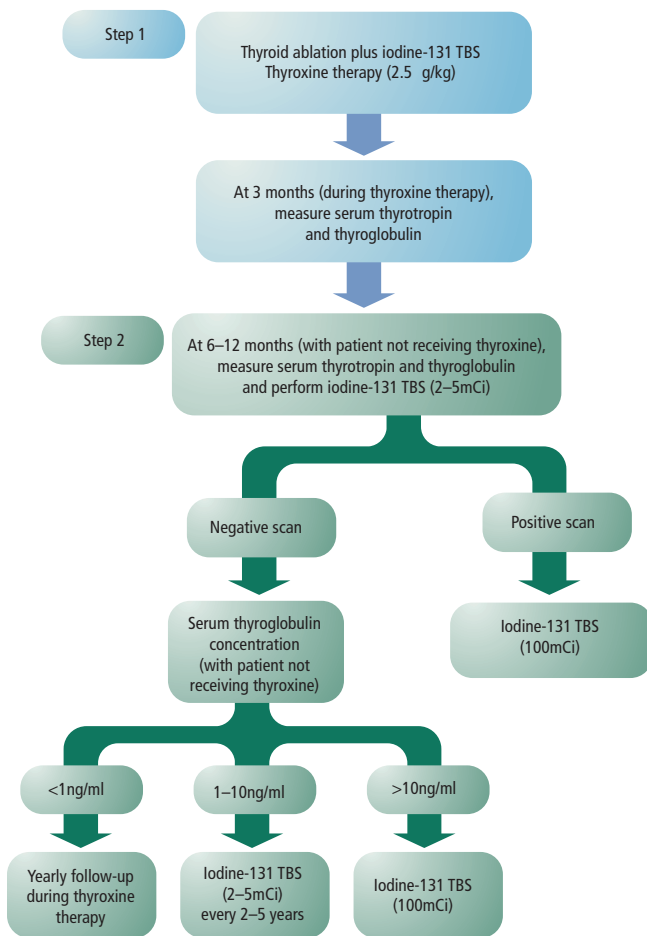 Step 1
Thyroid ablation plus iodine-131 TBS
Thyroxine therapy (2.5 g/kg)
At 3 months (during thyroxine therapy),
measure serum thyrotropin
and thyroglobulin
Step 2
At 6–12 months (with patient not receiving thyroxine),
measure serum thyrotropin and thyroglobulin
and perform iodine-131 TBS (2–5mCi)
Negative scan
Positive scan
Serum thyroglobulin
concentration
(with patient not
receiving thyroxine)
Iodine-131 TBS
(100mCi)
<1ng/ml
1–10ng/ml
>10ng/ml
Yearly follow-up
during thyroxine
therapy
Iodine-131 TBS
(2–5mCi)
every 2–5 years
Iodine-131 TBS
(100mCi)